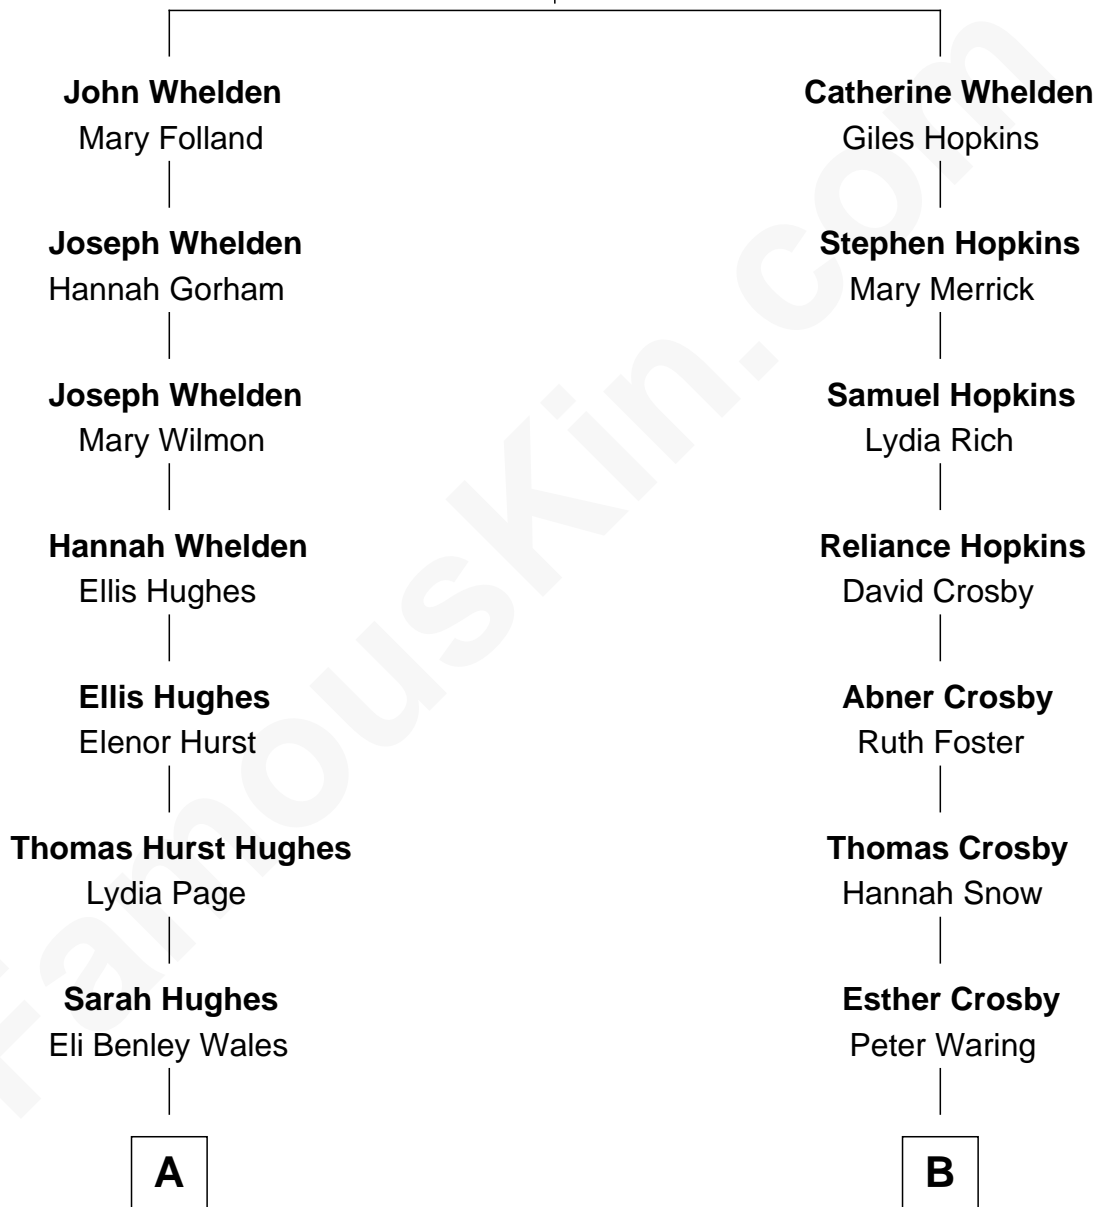 John Whelden
Mary Folland
Joseph Whelden
Hannah Gorham
Joseph Whelden
Mary Wilmon
Hannah Whelden
Ellis Hughes
Ellis Hughes
Elenor Hurst
Thomas Hurst Hughes
Lydia Page
Sarah Hughes
Eli Benley Wales
A
Catherine Whelden
Giles Hopkins
Stephen Hopkins
Mary Merrick
Samuel Hopkins
Lydia Rich
Reliance Hopkins
David Crosby
Abner Crosby
Ruth Foster
Thomas Crosby
Hannah Snow
Esther Crosby
Peter Waring
B
FamousKin.com